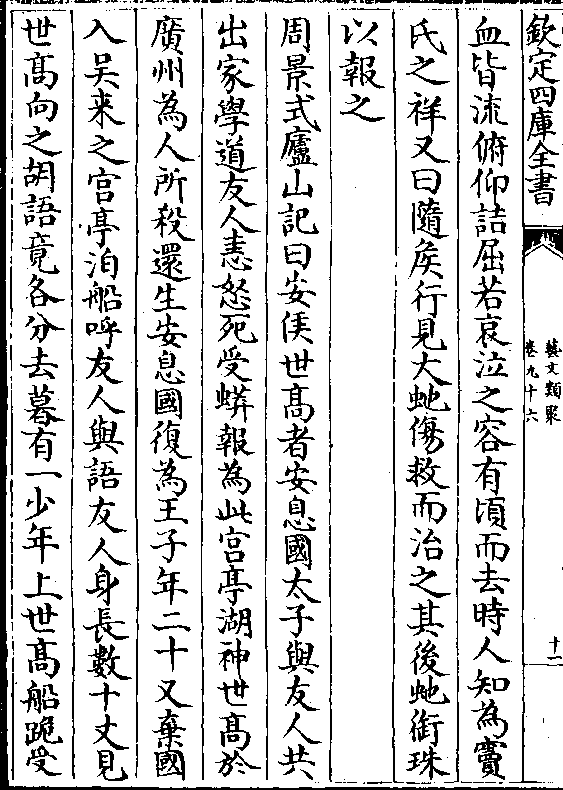 欽定四庫全書
藝文類聚
卷九十六
十一
血皆流俯仰詰屈若哀泣之容有頃而去時人知為竇
氏之祥又曰隨矦行見大虵傷救而治之其後虵銜珠
以報之
周景式廬山記曰安侯世髙者安息國太子與友人共
出家學道友人恚怒死受蟒報為此宫亭湖神世髙於
廣州為人所殺還生安息國復為王子年二十又棄國
入吴来之宫亭泊船呼友人與語友人身長數十丈見
世髙向之胡語竟各分去暮有一少年上世髙船跪受